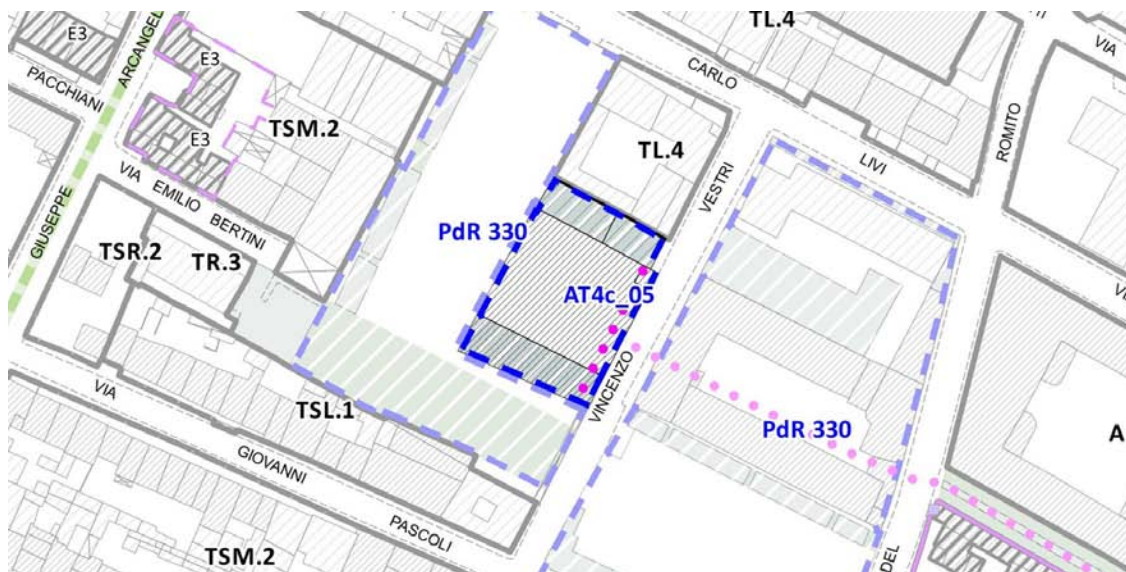 E3
PACCHIANI
GIUSEPPE
ARCANGEL
E3
E3
TSM.2
VIA EMILIO BERTINI
TSR.2
TR.3
VIA
GIOVANNI
PASCOLI
TSL.1
TSM.2
PdR 330
AT4c_05
TL.4
VINCENZO
VESTRI
CARLO
LIVI
TL.4
ROMITO
VIA
PdR 330
DEL
A